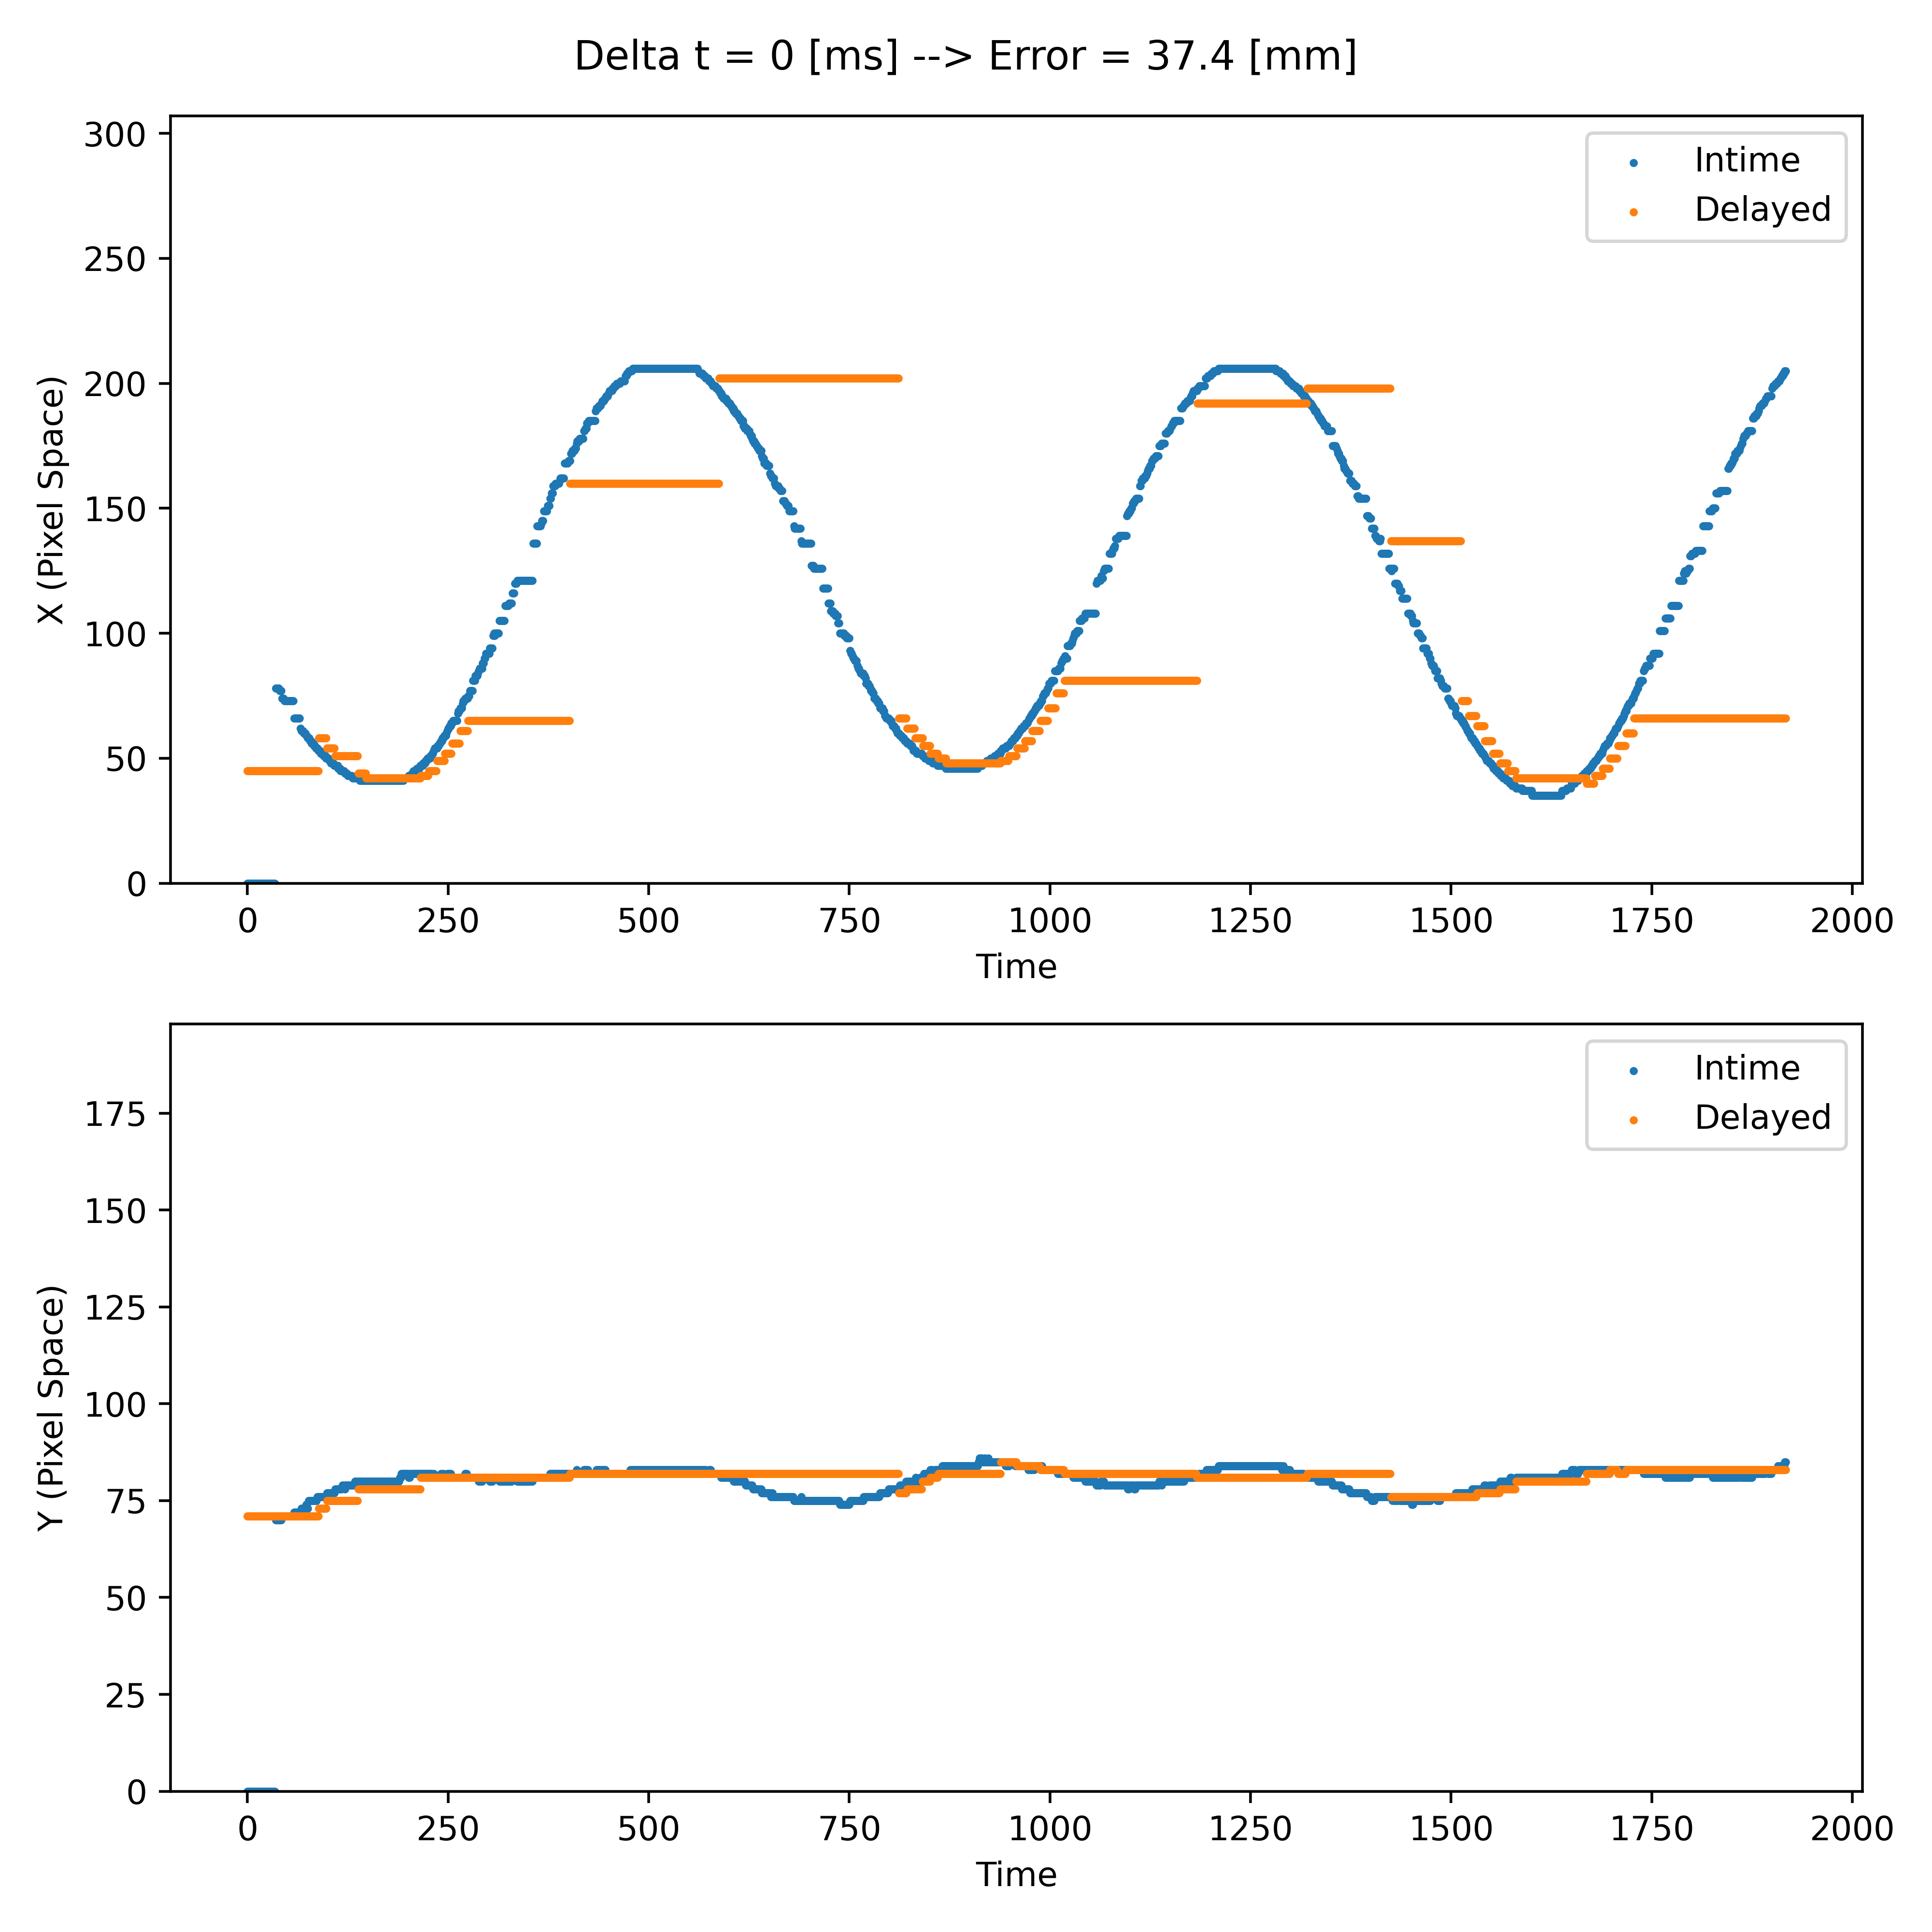 Delta t = 0 [ms] --> Error = 37.4 [mm]
300
250
200
150
100
50
0
X (Pixel Space)
Intime
Delayed
0 250 500 750 1000 1250 1500 1750 2000
Time
175
150
125
100
75
50
25
0
Y (Pixel Space)
Intime
Delayed
0 250 500 750 1000 1250 1500 1750 2000
Time